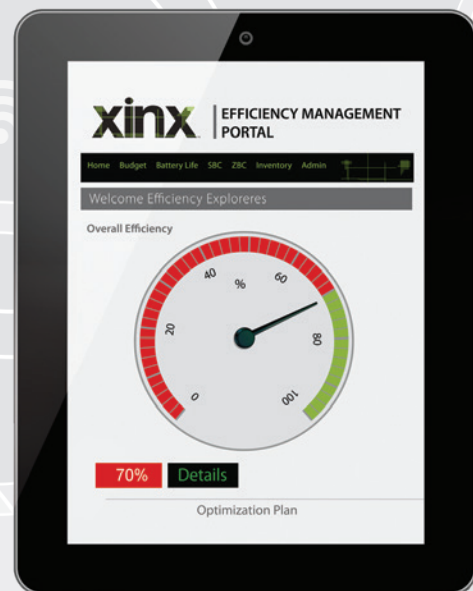 xinx
EFFICIENCY MANAGEMENT
PORTAL
Home Budget Battery Life SBC ZBC Inventory Admin
Welcome Efficiency Exploreres
Overall Efficiency
0
20
40
%
60
80
100
70% Details
Optimization Plan